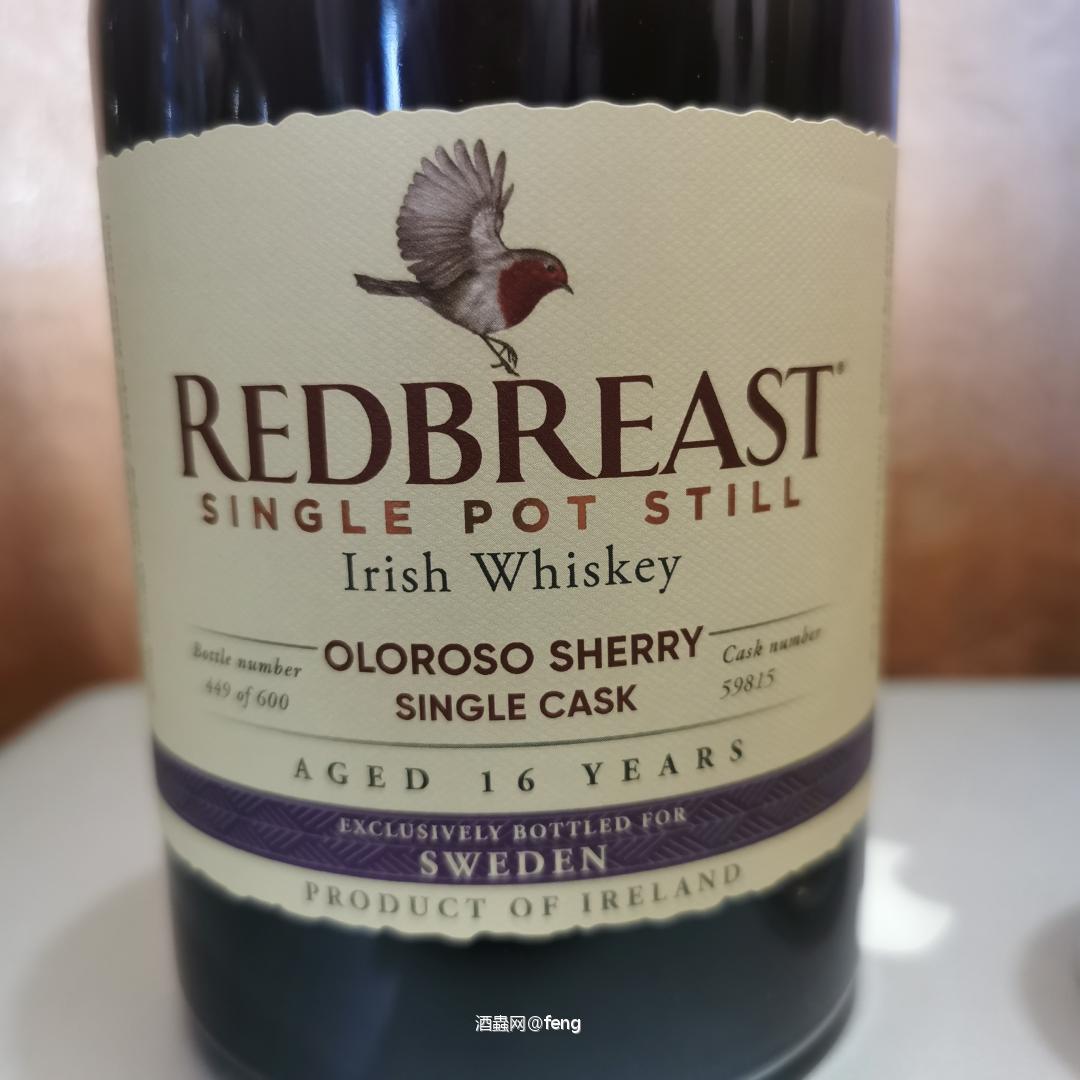 REDBREAST®
SINGLE POT STILL
Irish Whiskey
OLOROSO SHERRY
SINGLE CASK
Bottle number
449 of 600
Cask number
59815
AGED 16 YEARS
EXCLUSIVELY BOTTLED FOR
SWEDEN
PRODUCT OF IRELAND
酒蟲网@feng